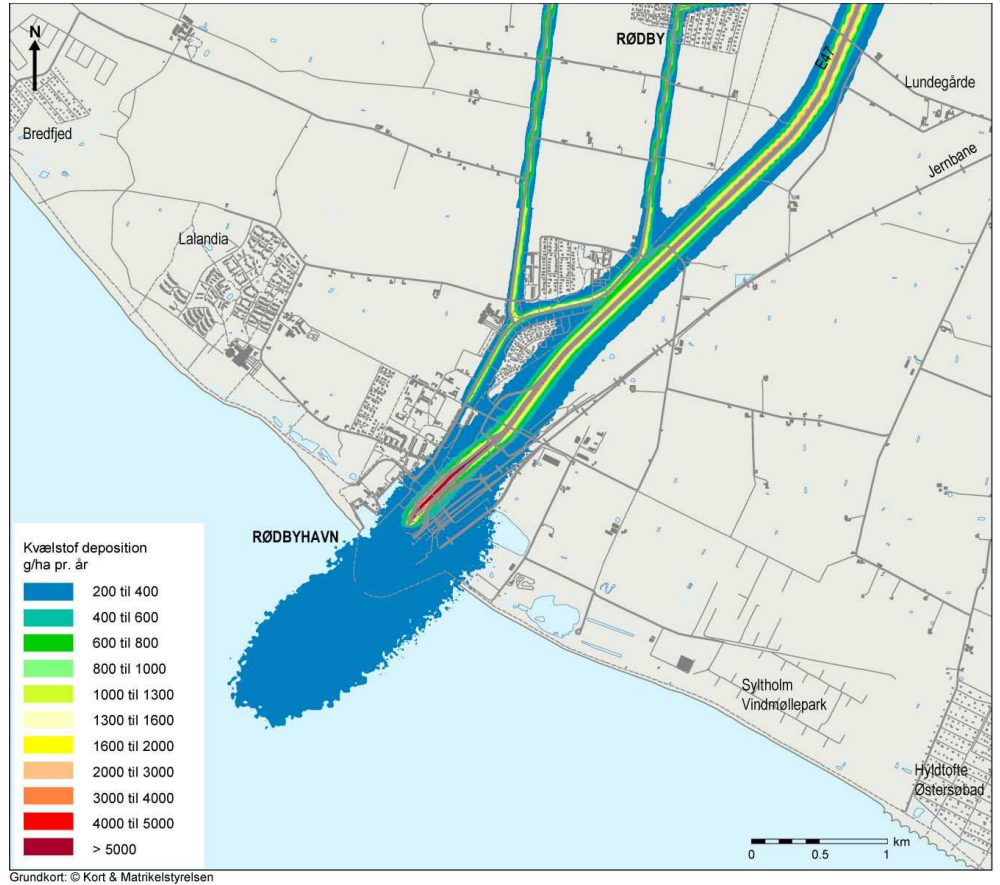 N
RØDBY
E47
Lundegårde
Bredfjed
Jernbane
Lalandia
RØDBYHAVN
Kvælstof deposition
g/ha pr. år
200 til 400
400 til 600
600 til 800
800 til 1000
1000 til 1300
1300 til 1600
1600 til 2000
2000 til 3000
3000 til 4000
4000 til 5000
> 5000
Syltholm
Vindmøllepark
Hyldtofte
Østersøbad
km
0 0.5 1
Grundkort: © Kort & Matrikelstyrelsen